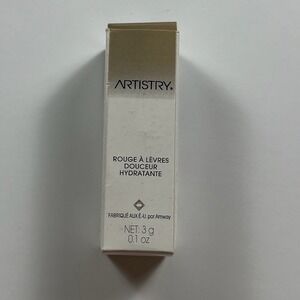 ARTISTRY.
ROUGE À LÈVRES
DOUCEUR
HYDRATANTE
FABRIQUÉ AUX É.-U. par Amway
NET: 3 g
0.1 oz